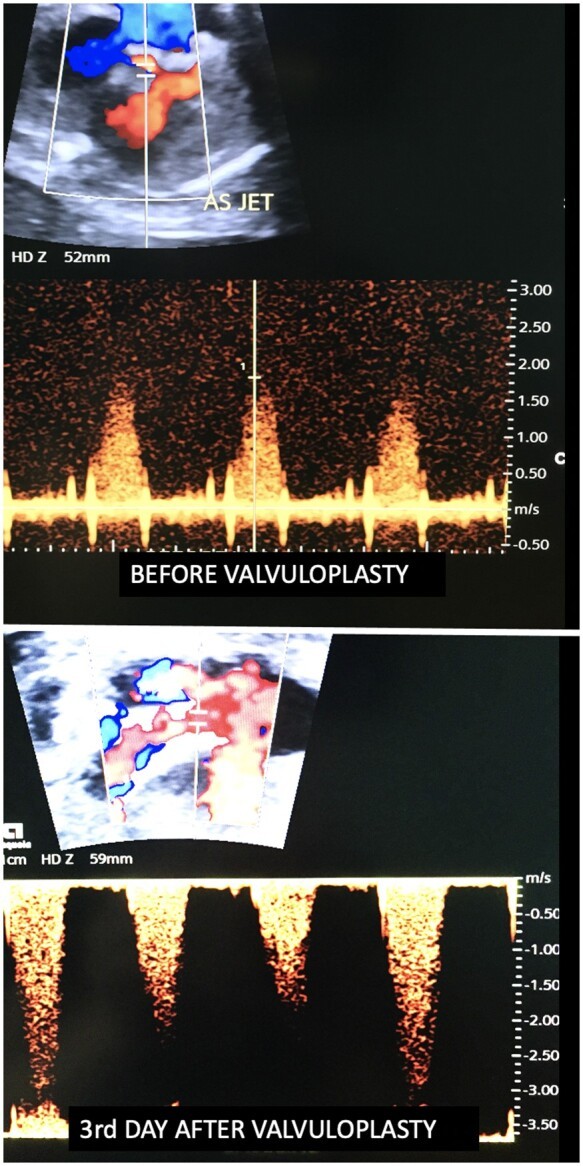 AS JET
HD Z 52mm
3.00
2.50
2.00
1
1.50
1.00
C
0.50
m/s
-0.50
BEFORE VALVULOPLASTY
1cm HD Z 59mm
m/s
-0.50
-1.00
-1.50
-2.00
-2.50
-3.00
-3.50
3rd DAY AFTER VALVULOPLASTY